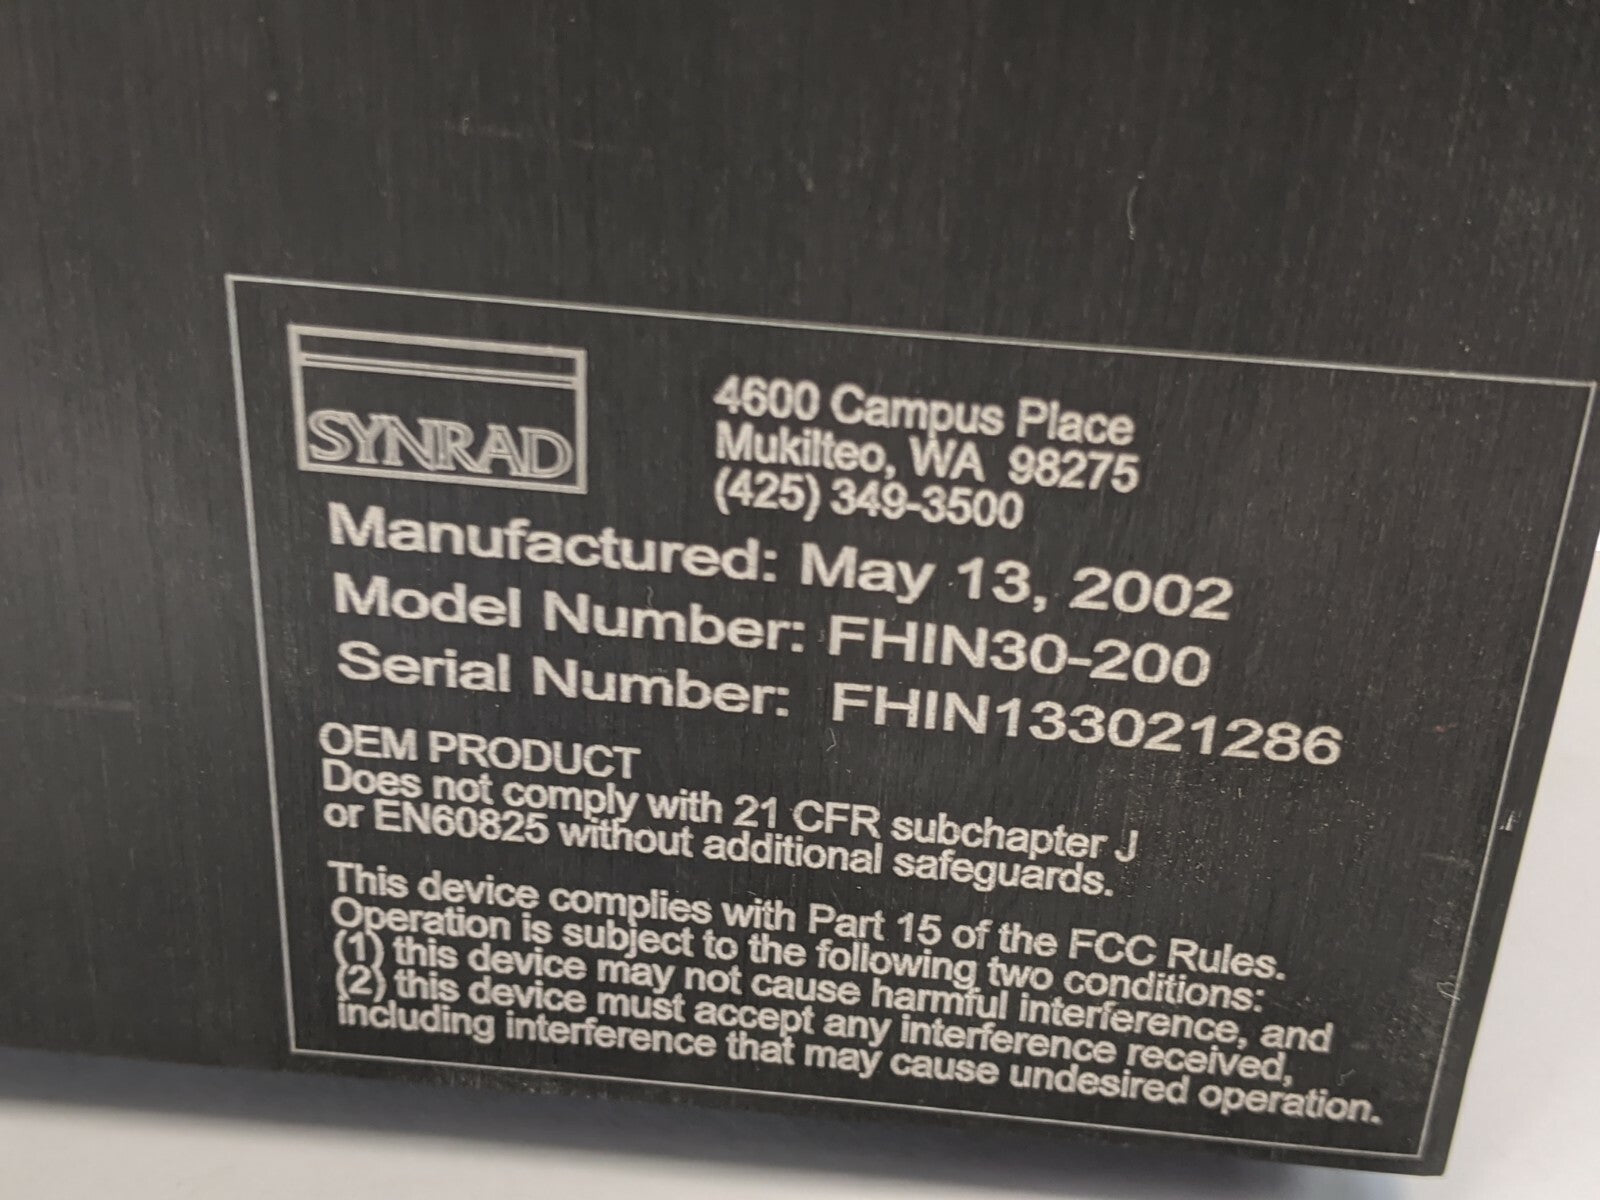 SYNRAD
4600 Campus Place
Mukilteo, WA 98275
(425) 349-3500
Manufactured: May 13, 2002
Model Number: FHIN30-200
Serial Number: FHIN133021286
OEM PRODUCT
Does not comply with 21 CFR subchapter J
or EN60825 without additional safeguards.
This device complies with Part 15 of the FCC Rules.
Operation is subject to the following two conditions:
(1) this device may not cause harmful interference, and
(2) this device must accept any interference received,
including interference that may cause undesired operation.